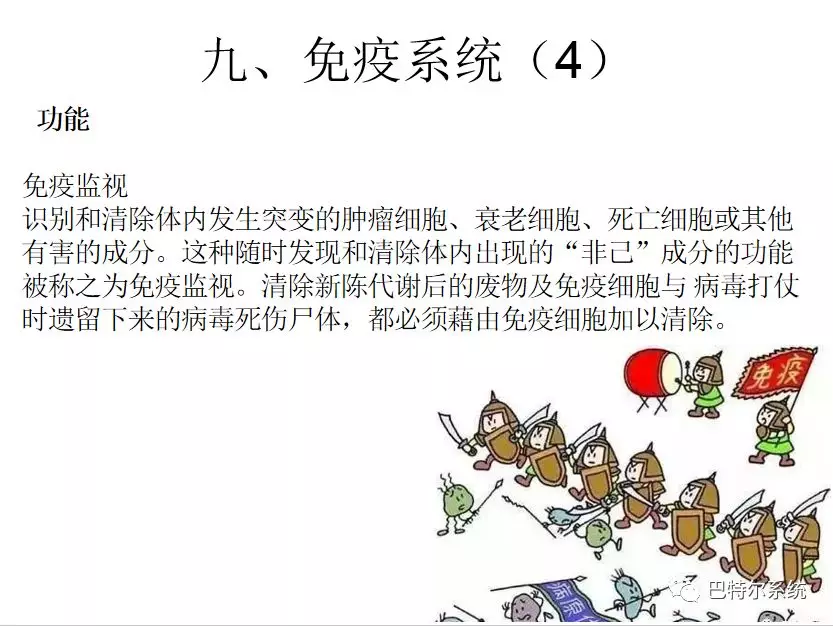 九、免疫系统（4）
功能
免疫监视
识别和清除体内发生突变的肿瘤细胞、衰老细胞、死亡细胞或其他
有害的成分。这种随时发现和清除体内出现的“非己”成分的功能
被称之为免疫监视。清除新陈代谢后的废物及免疫细胞与 病毒打仗
时遗留下来的病毒死伤尸体，都必须藉由免疫细胞加以清除。
免疫
病原体
巴特尔系统